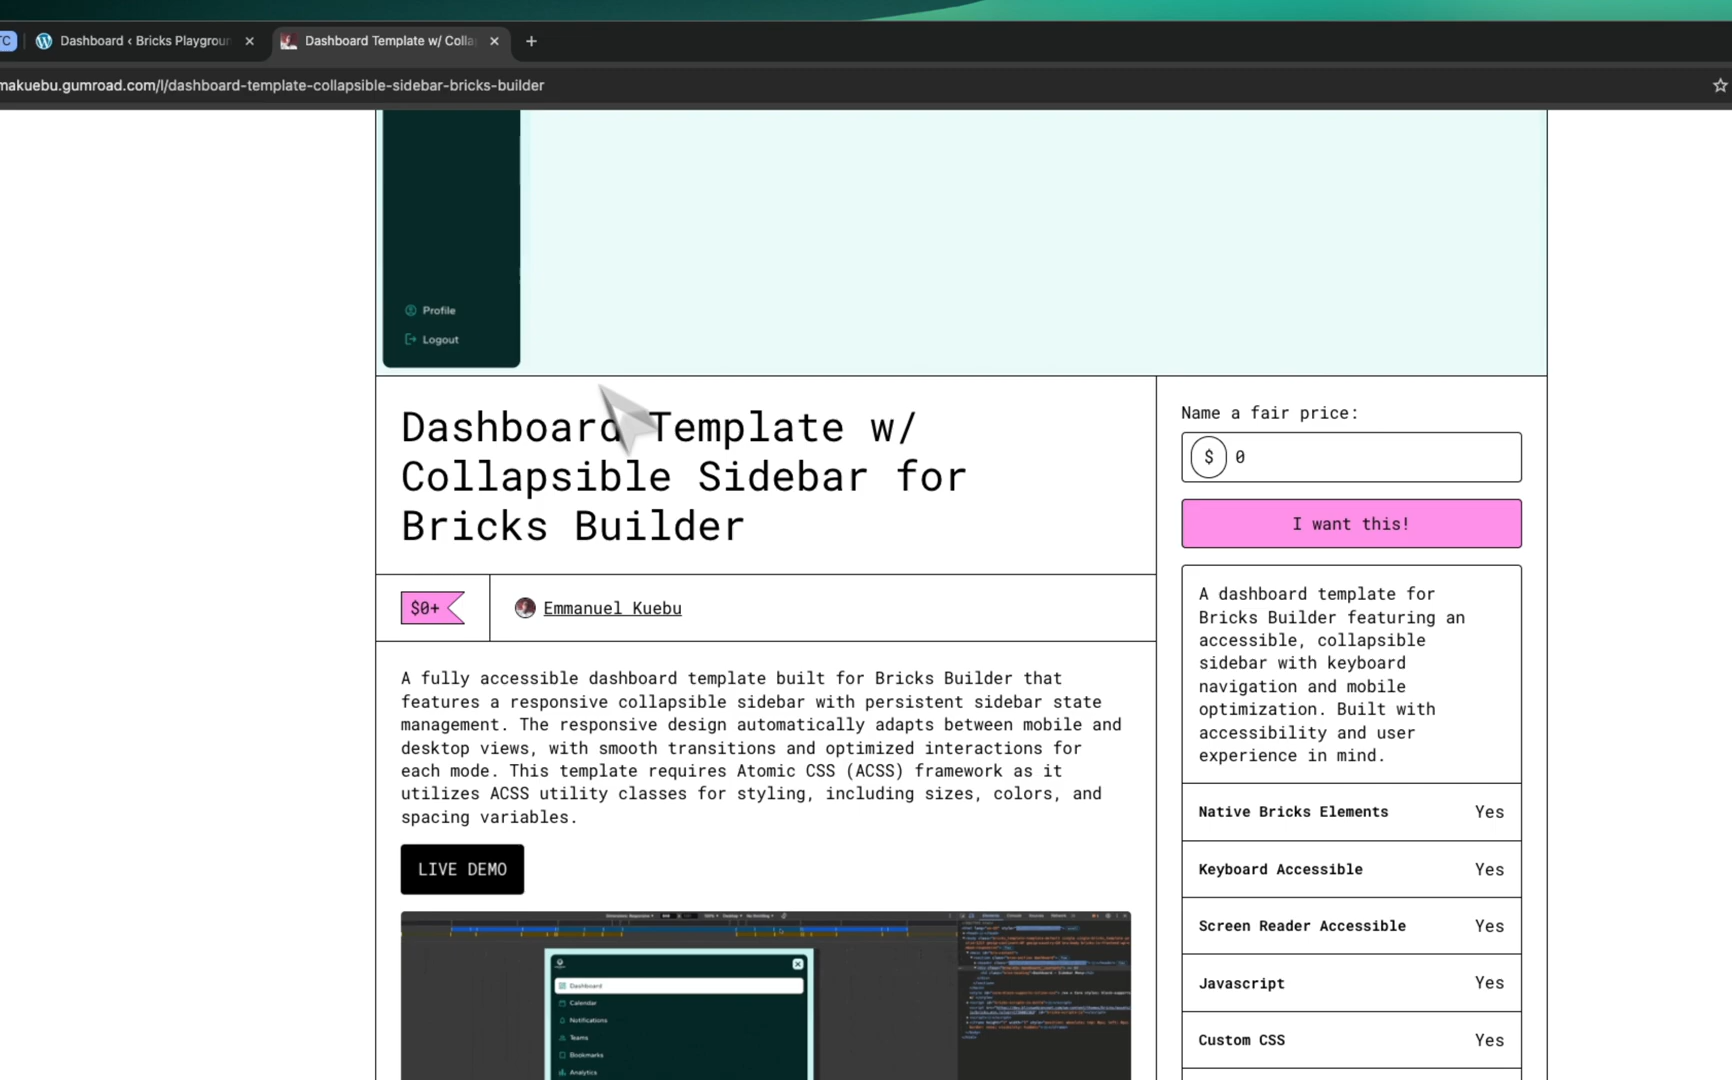 TC
Dashboard ‹ Bricks Playgroun
Dashboard Template w/ Colla
makuebu.gumroad.com/l/dashboard-template-collapsible-sidebar-bricks-builder
Profile
Logout
Dashboard Template w/
Collapsible Sidebar for
Bricks Builder
$0+
Emmanuel Kuebu
A fully accessible dashboard template built for Bricks Builder that
features a responsive collapsible sidebar with persistent sidebar state
management. The responsive design automatically adapts between mobile and
desktop views, with smooth transitions and optimized interactions for
each mode. This template requires Atomic CSS (ACSS) framework as it
utilizes ACSS utility classes for styling, including sizes, colors, and
spacing variables.
LIVE DEMO
Dashboard
Calendar
Notifications
Teams
Bookmarks
Analytics
Name a fair price:
$ 0
I want this!
A dashboard template for
Bricks Builder featuring an
accessible, collapsible
sidebar with keyboard
navigation and mobile
optimization. Built with
accessibility and user
experience in mind.
Native Bricks Elements Yes
Keyboard Accessible Yes
Screen Reader Accessible Yes
Javascript Yes
Custom CSS Yes